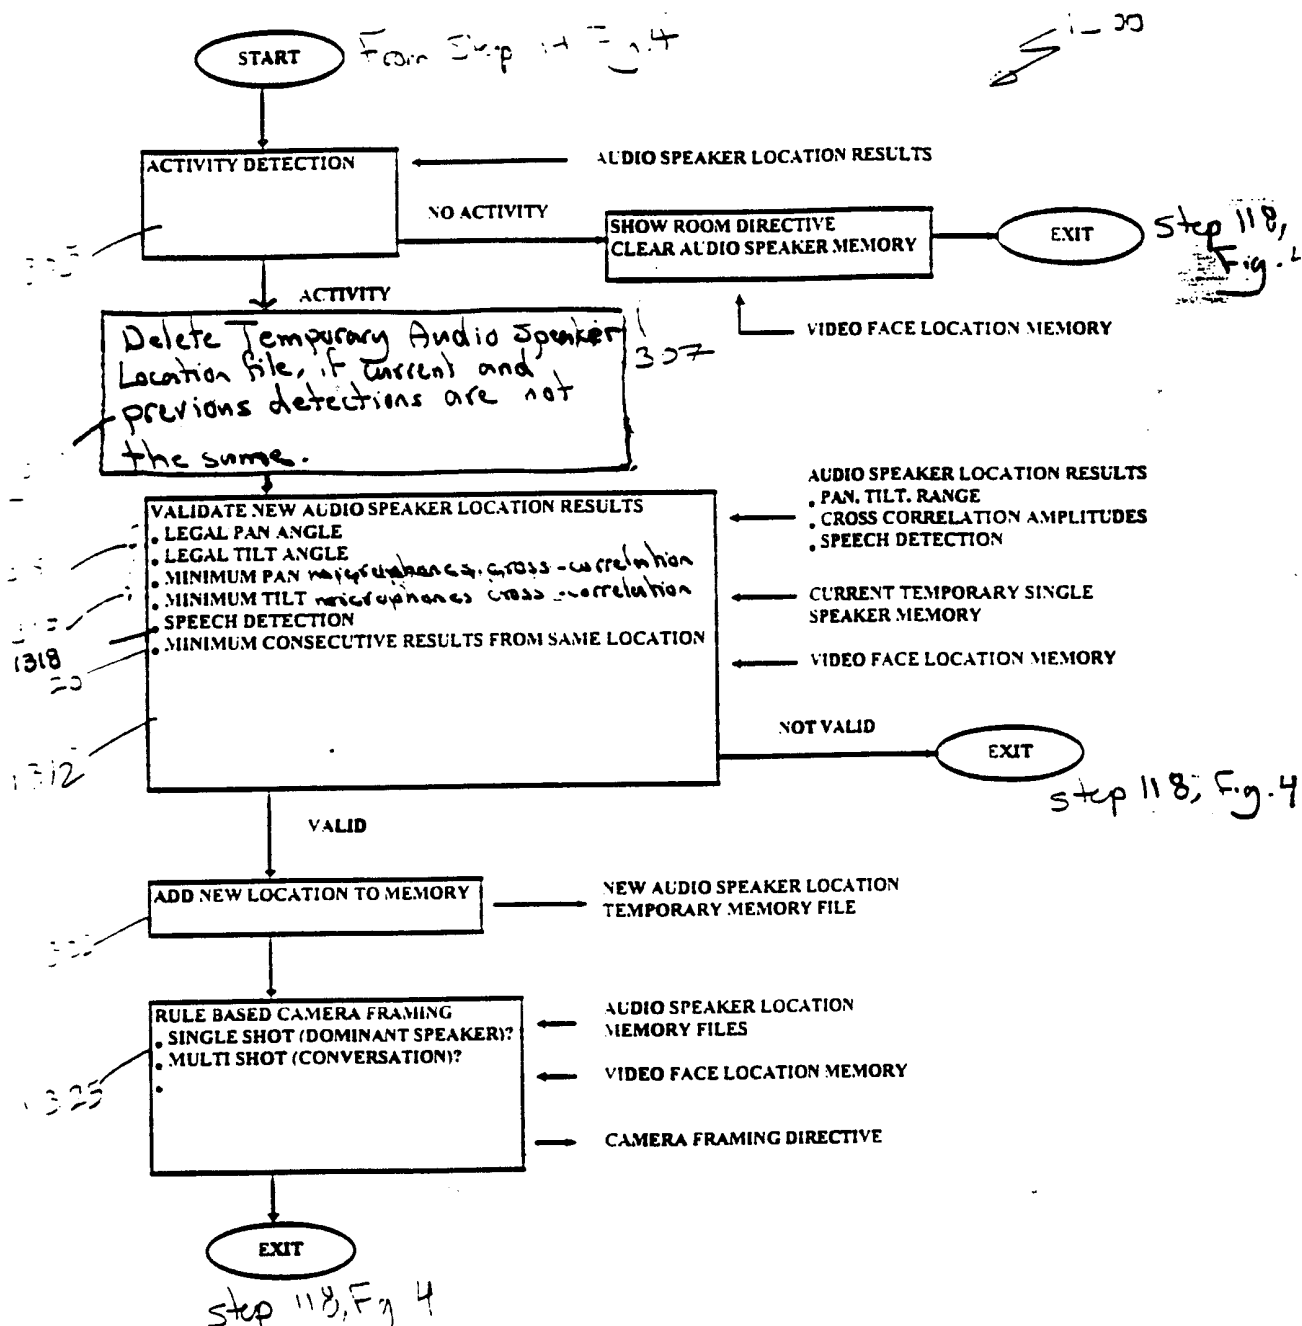 START
From Step Fig. 4
ACTIVITY DETECTION
AUDIO SPEAKER LOCATION RESULTS
NO ACTIVITY
SHOW ROOM DIRECTIVE
CLEAR AUDIO SPEAKER MEMORY
EXIT
step 118,
Fig.
ACTIVITY
VIDEO FACE LOCATION MEMORY
Delete Temporary Audio Speaker
Location file, if current and
previous detections are not
the same.
AUDIO SPEAKER LOCATION RESULTS
. PAN, TILT, RANGE
. CROSS CORRELATION AMPLITUDES
. SPEECH DETECTION
VALIDATE NEW AUDIO SPEAKER LOCATION RESULTS
. LEGAL PAN ANGLE
. LEGAL TILT ANGLE
. MINIMUM PAN microphones cross-correlation
. MINIMUM TILT microphones cross-correlation
. SPEECH DETECTION
. MINIMUM CONSECUTIVE RESULTS FROM SAME LOCATION
CURRENT TEMPORARY SINGLE
SPEAKER MEMORY
1318
VIDEO FACE LOCATION MEMORY
NOT VALID
EXIT
1312
step 118, Fig. 4
VALID
ADD NEW LOCATION TO MEMORY
NEW AUDIO SPEAKER LOCATION
TEMPORARY MEMORY FILE
RULE BASED CAMERA FRAMING
. SINGLE SHOT (DOMINANT SPEAKER)?
. MULTI SHOT (CONVERSATION)?
.
AUDIO SPEAKER LOCATION
MEMORY FILES
VIDEO FACE LOCATION MEMORY
1325
CAMERA FRAMING DIRECTIVE
EXIT
step 118, Fig 4